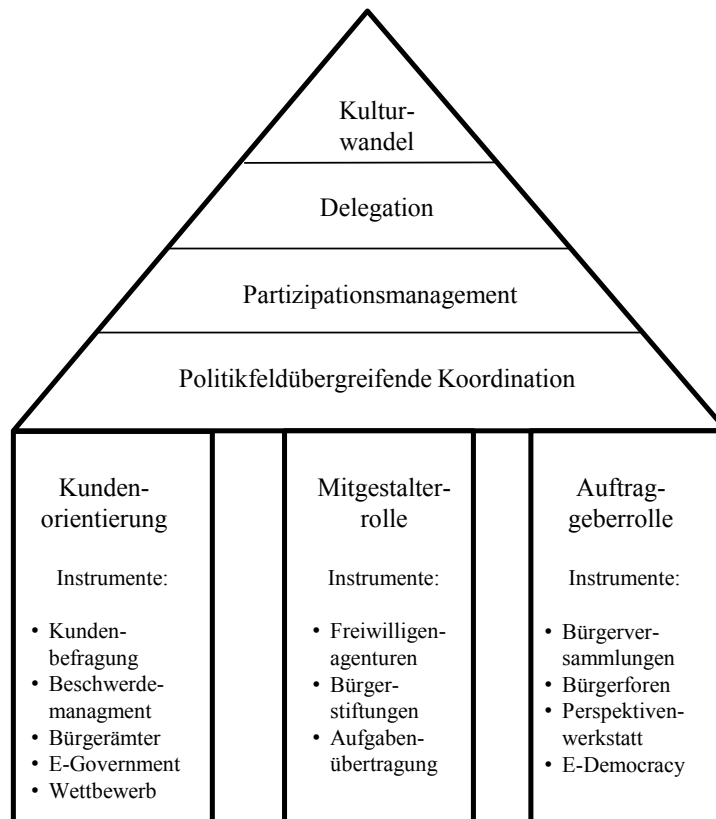 Kultur-
wandel
Delegation
Partizipationsmanagement
Politikfeldübergreifende Koordination
Kunden-
orientierung
Instrumente:
• Kunden-
befragung
• Beschwerde-
managment
• Bürgerämter
• E-Government
• Wettbewerb
Mitgestalter-
rolle
Instrumente:
• Freiwilligen-
agenturen
• Bürger-
stiftungen
• Aufgaben-
übertragung
Auftrag-
geberrolle
Instrumente:
• Bürgerver-
sammlungen
• Bürgerforen
• Perspektiven-
werkstatt
• E-Democracy